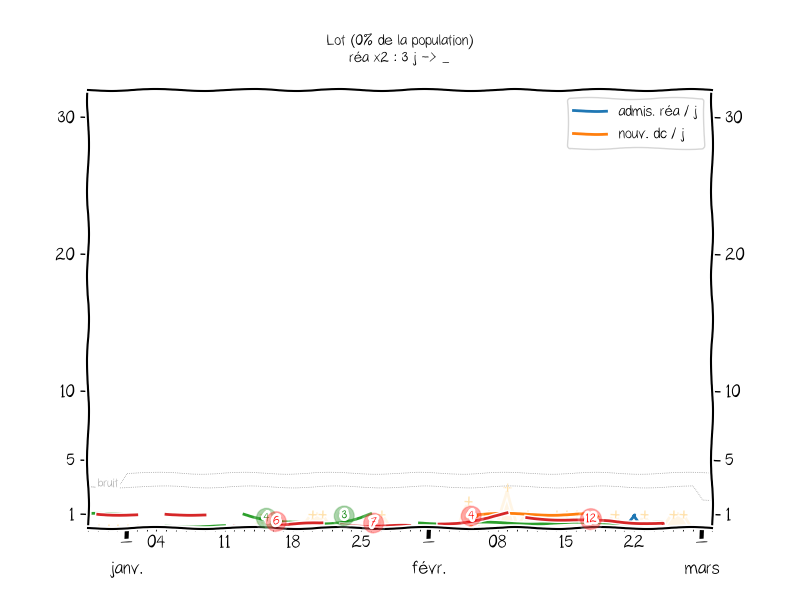 Lot (0% de la population)
réa x2 : 3 j -> _
admis. réa / j
nouv. dc / j
30
30
20
20
10
10
5
5
bruit
1
1
4
6
3
7
4
12
04
11
18
25
08
15
22
janv.
févr.
mars